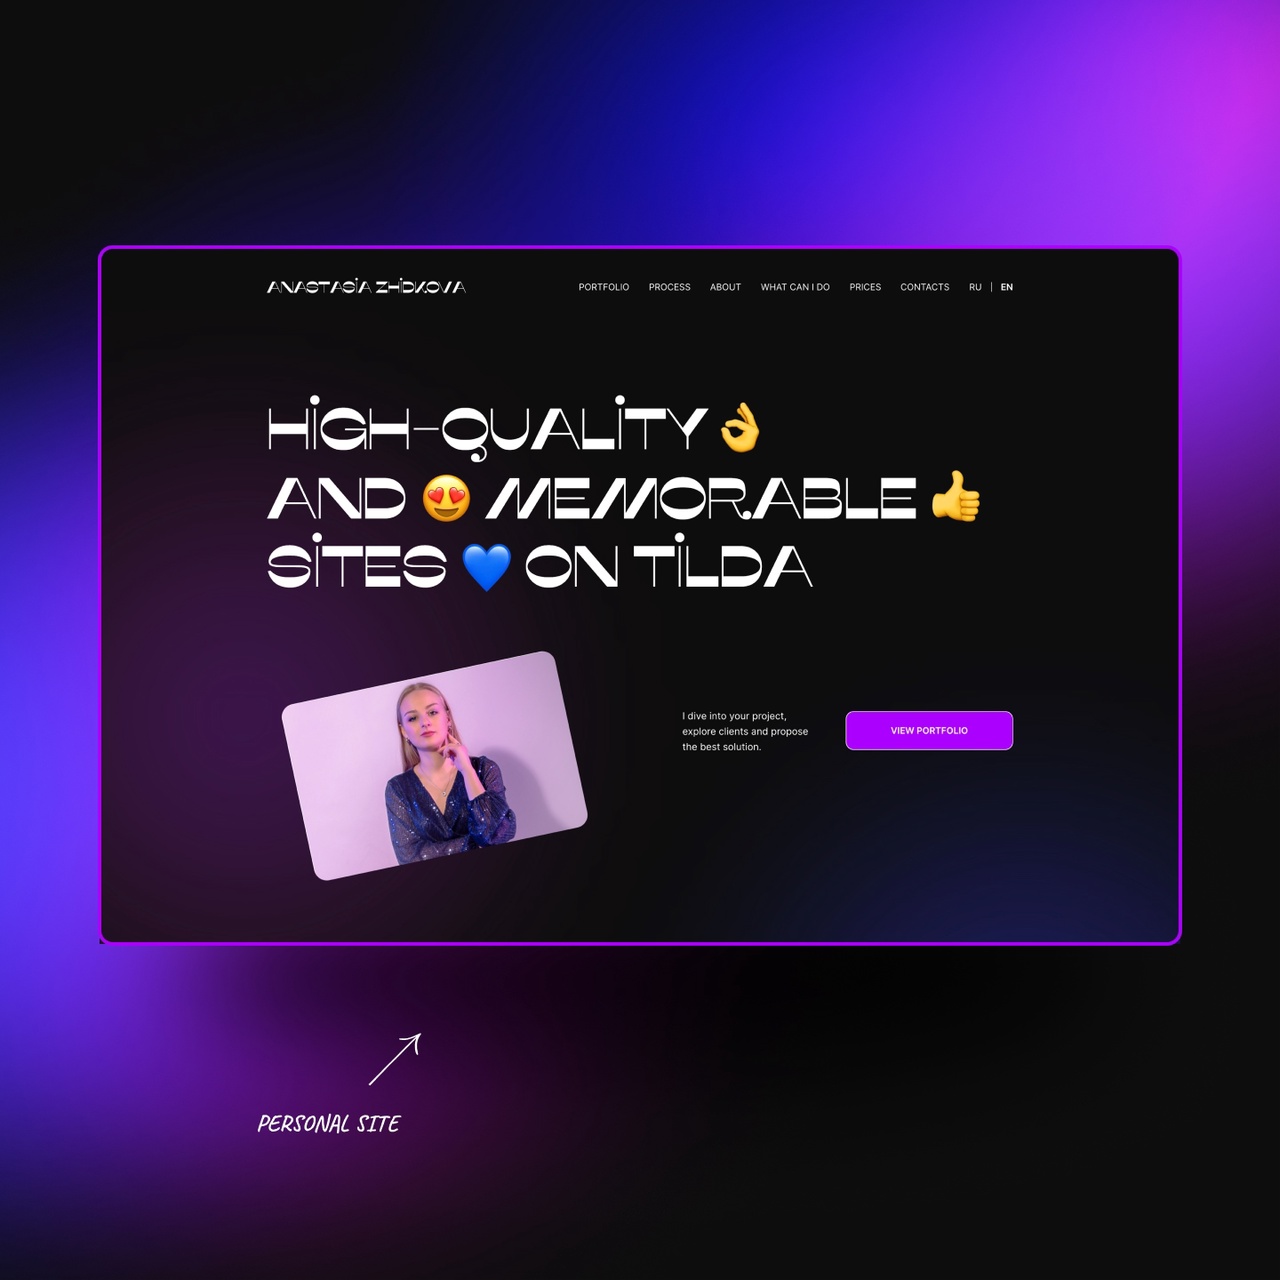 ANASTASIA ZHIDKOVA
PORTFOLIO PROCESS ABOUT WHAT CAN I DO PRICES CONTACTS RU | EN
HIGH-QUALITY 👌
AND 😍 MEMORABLE 👍
SITES 💙 ON TILDA
I dive into your project,
explore clients and propose
the best solution.
VIEW PORTFOLIO
PERSONAL SITE